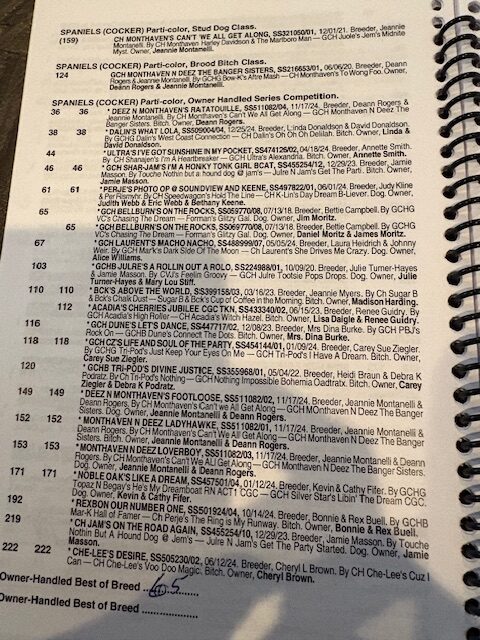 SPANIELS (COCKER) Parti-color, Stud Dog Class.
(159) CH MONTHAVEN'S CAN'T WE ALL GET ALONG, SS321050/01, 12/01/21. Breeder, Jeannie
Montanelli. By CH Monthaven Harley Davidson & The Marlboro Man — GCH Juole's Jem's Midnite
Myst. Owner, Jeannie Montanelli.
SPANIELS (COCKER) Parti-color, Brood Bitch Class.
124 GCH MONTHAVEN N DEEZ THE BANGER SISTERS, SS216653/01, 06/06/20. Breeder, Deann
Rogers & Jeannie Montanelli. By GCHG Bow K's Aftre Mash — CH Monthaven's To Wong Foo. Owner,
Deann Rogers & Jeannie Montanelli.
SPANIELS (COCKER) Parti-color, Owner Handled Series Competition.
36 36 * DEEZ N MONTHAVEN'S RATATOUILLE, SS511082/04, 11/17/24. Breeder, Deann Rogers &
Jeannie Montanelli. By CH Monthaven's Can't We All Get Along — GCH Monthaven N Deez The
Banger Sisters. Bitch. Owner, Deann Rogers.
38 38 * DALIN'S WHAT LOLA, SS509004/04, 12/25/24. Breeder, Linda Donaldson & David Donaldson.
By GCHG Dalin's West Coast Connection — CH Dalin's Oh Oh Oh Delilah. Bitch. Owner, Linda &
David Donaldson.
44 * ULTRA'S I'VE GOT SUNSHINE IN MY POCKET, SS474125/02, 04/18/24. Breeder, Annette Smith.
By CH Shanajen's I'm A Heartbreaker — GCH Ultra's Alexandria. Bitch. Owner, Annette Smith.
46 46 * GCH SHAR-JUMR'S I'M A HONKY TONK GIRL BCAT, SS455254/12, 12/29/23. Breeder, Jamie
Masson. By Touche Nothin but a hound dog @ jam's — Julre N Jam's Get The Parti. Bitch. Owner,
Jamie Masson.
61 61 * PERJE'S PHOTO OP @ SOUNDVIEW AND KEENE, SS497822/01, 06/01/24. Breeder, Judy Kline
& Per Rismyhr. By CH Speedwagon's Hold The Line — CH K-Lin's Day Dream B-Liever. Dog. Owner,
Judith Webb & Eric Webb & Bethany Keene.
65 * GCH BELLBURN'S ON THE ROCKS, SS059770/08, 07/13/18. Breeder, Bettie Campbell. By GCHG
VC's Chasing The Dream — Forman's Glitzy Gal. Dog. Owner, Jim Moritz.
65 * GCH BELLBURN'S ON THE ROCKS, SS059770/08, 07/13/18. Breeder, Bettie Campbell. By GCHG
VC's Chasing The Dream — Forman's Glitzy Gal. Dog. Owner, Daniel Moritz & James Moritz.
67 * GCH LAURENT'S MACHO NACHO, SS488999/07, 05/05/24. Breeder, Laura Heidrich & Johnny
Weir. By GCH Mar'k's Dark Side Of The Moon — Ch Laurent's She Drives Me Crazy. Dog. Owner,
Alice Williams.
103 * GCHB JULRE'S A ROLLIN OUT A ROLO, SS224988/01, 10/09/20. Breeder, Julie Turner-Hayes
& Jamie Masson. By CVJ's Feelin Groovy — GCH Julre Tootsie Pops Drops. Dog. Owner, Julie
Turner-Hayes & Mary Lou Stiff.
110 110 * BCK'S ABOVE THE WORLD, SS399155/03, 03/16/23. Breeder, Jeanie Myers. By Ch Sugar B
& Bck's Chalk Dust — Sugar B & Bck's Cup of Coffee in the Morning. Bitch. Owner, Madison Harding.
112 * ACADIA'S CHERRIES JUBILEE CGC TKN, SS433340/02, 06/15/23. Breeder, Renee Guidry. By
GCH Acadia's High Roller — CH Acadia's Witch Hazel. Bitch. Owner, Lisa Daigle & Renee Guidry.
116 * GCH DUNE'S LET'S DANCE, SS447717/02, 12/08/23. Breeder, Mrs Dina Burke. By GCH PBJ's
Rock On — GCHB Dune's Connect The Dots. Bitch. Owner, Mrs. Dina Burke.
118 118 * GCH CZ'S LIFE AND SOUL OF THE PARTY, SS454144/01, 01/09/24. Breeder, Carey Sue Ziegler.
By GCHG Tri-Pod's Just Keep Your Eyes On Me — GCH Tri-Pod's I Have A Dream. Bitch. Owner,
Carey Sue Ziegler.
120 * GCHB TRI-POD'S DIVINE JUSTICE, SS355968/01, 05/04/22. Breeder, Heidi Braun & Debra K
Podratz. By CH Tri-Pod's Nothing — GCH Nothing Impossible Bohemia Oadtratx. Bitch. Owner, Carey
Ziegler & Debra K Podratz.
149 149 * DEEZ N MONTHAVEN'S FOOTLOOSE, SS511082/02, 11/17/24. Breeder, Jeannie Montanelli &
Deann Rogers. By CH Monthaven's Can't we All Get Along — GCH MOnthaven N Deez The Banger
Sisters. Dog. Owner, Jeannie Montanelli & Deann Rogers.
152 152 * MONTHAVEN N DEEZ LADYHAWKE, SS511082/01, 11/17/24. Breeder, Jeannie Montanelli &
Deann Rogers. By CH Monthaven's Can't We All Get Along — GCH Monthaven N Deez The Banger
Sisters. Bitch. Owner, Jeannie Montanelli & Deann Rogers.
153 153 * MONTHAVEN N DEEZ LOVERBOY, SS511082/03, 11/17/24. Breeder, Jeannie Montanelli &
Deann Rogers. By CH Monthaven's Can't We All Get Along — GCH Monthaven N Deez The Banger Sisters.
Dog. Owner, Jeannie Montanelli & Deann Rogers.
171 171 * NOBLE OAK'S LIKE A DREAM, SS457501/04, 01/12/24. Breeder, Kevin & Cathy Fifer. By GCHG
Topaz N Begay's He's My Dreamboat RN ACT1 CGC — GCH Silver Star's Libin' The Dream CGC.
Dog. Owner, Kevin & Cathy Fifer.
192 * REXBON OUR NUMBER ONE, SS501924/04, 10/14/24. Breeder, Bonnie & Rex Buell. By GCHB
Mar-K Hall of Famer — Ch Perje's The Ring is My Runway. Bitch. Owner, Bonnie & Rex Buell.
219 * CH JAM'S ON THE ROAD AGAIN, SS455254/10, 12/29/23. Breeder, Jamie Masson. By Touche
Nothin But A Hound Dog @ Jem's — Julre N Jam's Get The Party Started. Dog. Owner, Jamie
Masson.
222 222 * CHE-LEE'S DESIRE, SS505230/02, 06/12/24. Breeder, Cheryl L Brown. By CH Che-Lee's Cuz I
Can — CH Che-Lee's Voo Doo Magic. Bitch. Owner, Cheryl Brown.
Owner-Handled Best of Breed ...65...
Owner-Handled Best of Breed ..................